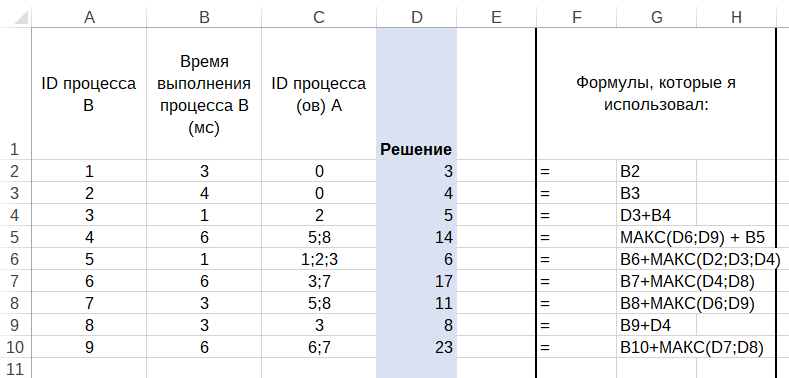 A B C D E F G H
1 ID процесса B Время выполнения процесса B (мс) ID процесса (ов) A Решение Формулы, которые я использовал:
2 1 3 0 3 = B2
3 2 4 0 4 = B3
4 3 1 2 5 = D3+B4
5 4 6 5;8 14 = МАКС(D6;D9) + B5
6 5 1 1;2;3 6 = B6+МАКС(D2;D3;D4)
7 6 6 3;7 17 = B7+МАКС(D4;D8)
8 7 3 5;8 11 = B8+МАКС(D6;D9)
9 8 3 3 8 = B9+D4
10 9 6 6;7 23 = B10+МАКС(D7;D8)
11